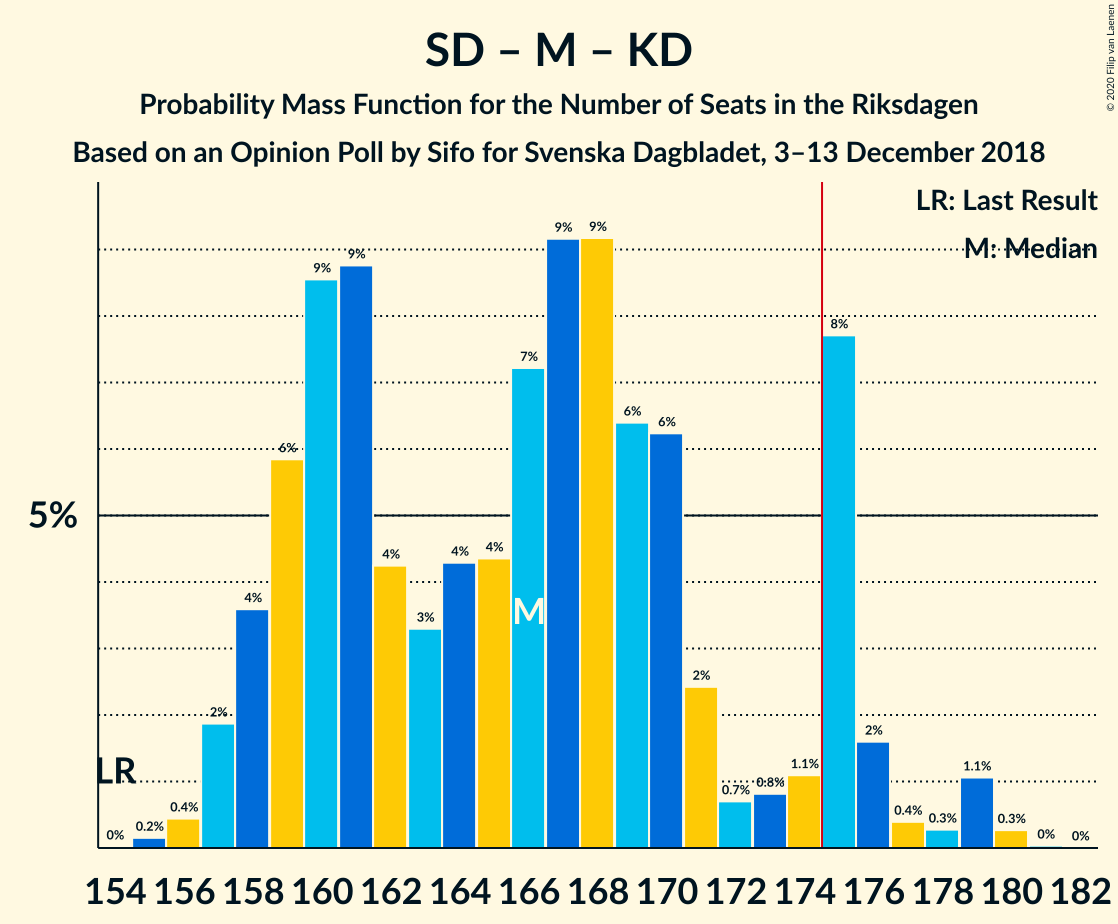 SD – M – KD
Probability Mass Function for the Number of Seats in the Riksdagen
Based on an Opinion Poll by Sifo for Svenska Dagbladet, 3–13 December 2018
© 2020 Filip van Laenen
LR: Last Result
M: Median
5%
LR
M
0% 0.2% 0.4% 2% 4% 6% 9% 9% 4% 3% 4% 4% 7% 9% 9% 6% 6% 2% 0.7% 0.8% 1.1% 8% 2% 0.4% 0.3% 1.1% 0.3% 0% 0%
154 156 158 160 162 164 166 168 170 172 174 176 178 180 182